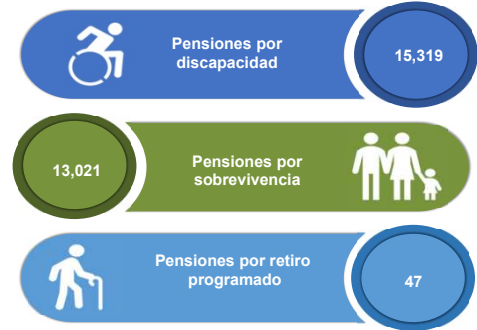 Pensiones por
discapacidad
15,319
13,021
Pensiones por
sobrevivencia
Pensiones por retiro
programado
47